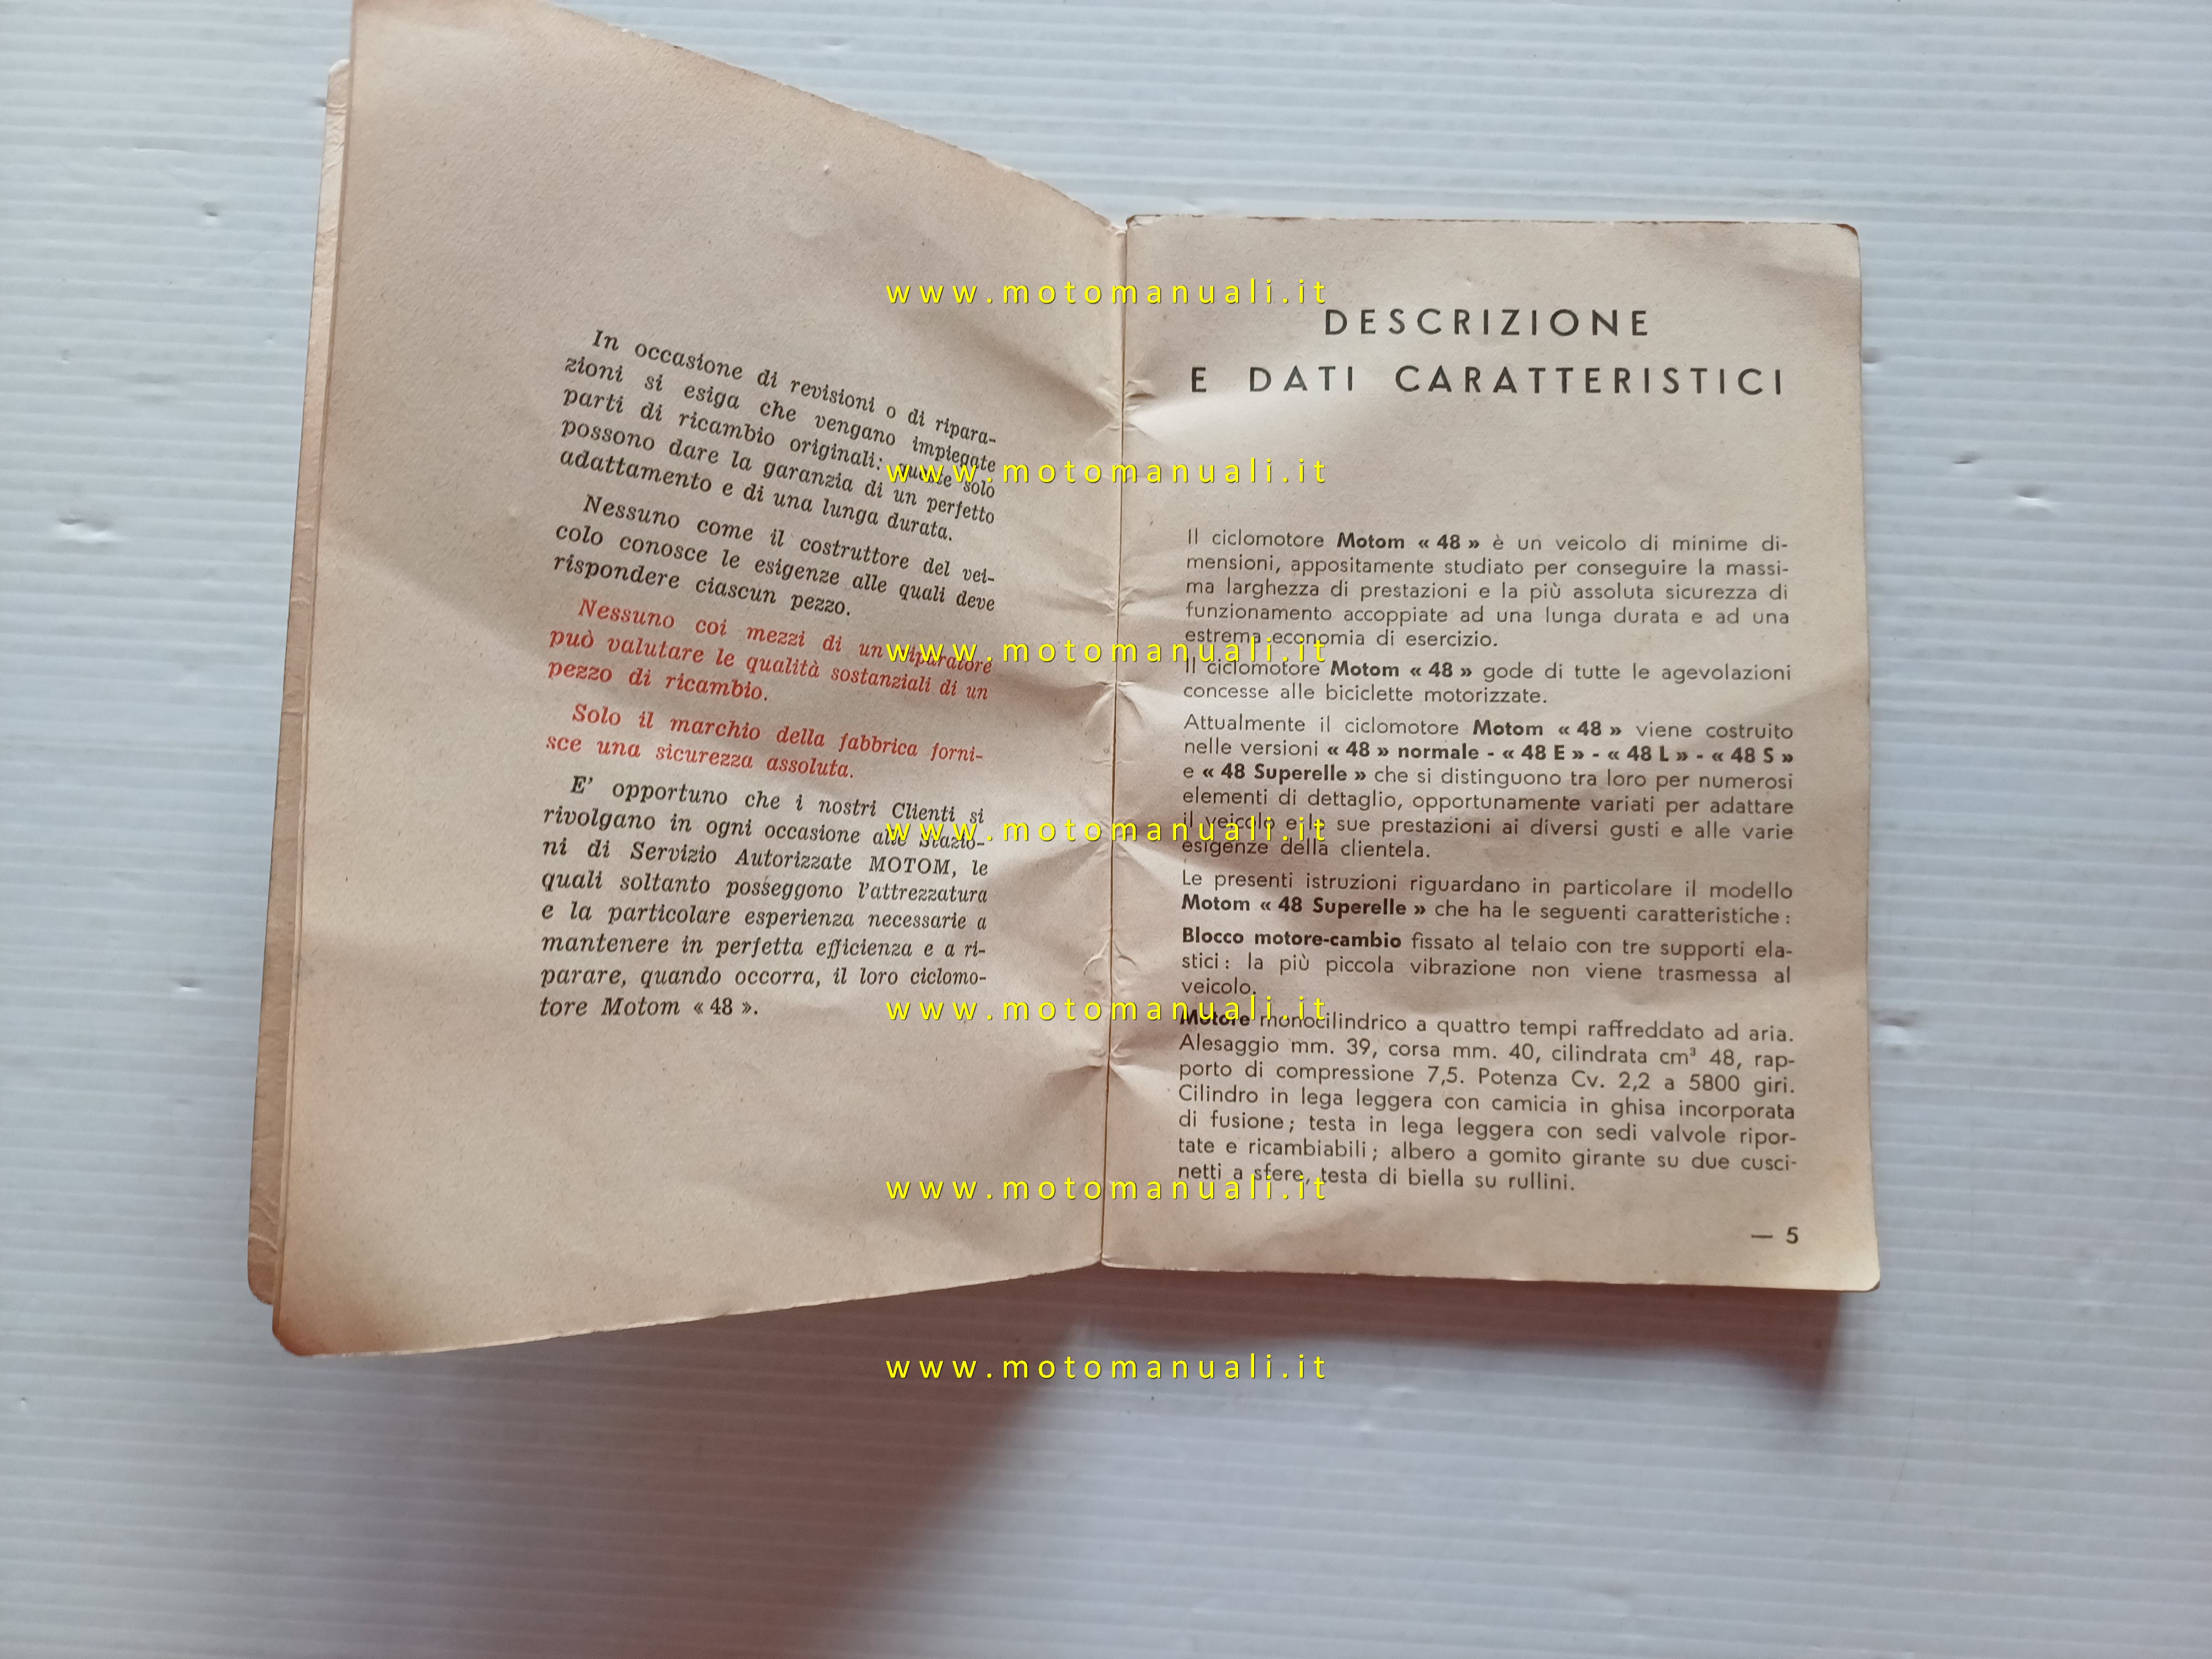 In occasione di revisioni o di ripara-
zioni si esiga che vengano impiegate
parti di ricambio originali: queste solo
possono dare la garanzia di un perfetto
adattamento e di una lunga durata.
Nessuno come il costruttore del vei-
colo conosce le esigenze alle quali deve
rispondere ciascun pezzo.
Nessuno coi mezzi di un riparatore
può valutare le qualità sostanziali di un
pezzo di ricambio.
Solo il marchio della fabbrica forni-
sce una sicurezza assoluta.
E' opportuno che i nostri Clienti si
rivolgano in ogni occasione alle Stazio-
ni di Servizio Autorizzate MOTOM, le
quali soltanto posseggono l'attrezzatura
e la particolare esperienza necessarie a
mantenere in perfetta efficienza e a ri-
parare, quando occorra, il loro ciclomo-
tore Motom « 48 ».
DESCRIZIONE
E DATI CARATTERISTICI
Il ciclomotore Motom « 48 » è un veicolo di minime di-
mensioni, appositamente studiato per conseguire la massi-
ma larghezza di prestazioni e la più assoluta sicurezza di
funzionamento accoppiate ad una lunga durata e ad una
estrema economia di esercizio.
Il ciclomotore Motom « 48 » gode di tutte le agevolazioni
concesse alle biciclette motorizzate.
Attualmente il ciclomotore Motom « 48 » viene costruito
nelle versioni « 48 » normale - « 48 E » - « 48 L » - « 48 S »
e « 48 Superelle » che si distinguono tra loro per numerosi
elementi di dettaglio, opportunamente variati per adattare
il veicolo e le sue prestazioni ai diversi gusti e alle varie
esigenze della clientela.
Le presenti istruzioni riguardano in particolare il modello
Motom « 48 Superelle » che ha le seguenti caratteristiche :
Blocco motore-cambio fissato al telaio con tre supporti ela-
stici : la più piccola vibrazione non viene trasmessa al
veicolo.
Motore monocilindrico a quattro tempi raffreddato ad aria.
Alesaggio mm. 39, corsa mm. 40, cilindrata cm³ 48, rap-
porto di compressione 7,5. Potenza Cv. 2,2 a 5800 giri.
Cilindro in lega leggera con camicia in ghisa incorporata
di fusione ; testa in lega leggera con sedi valvole ripor-
tate e ricambiabili ; albero a gomito girante su due cusci-
netti a sfere, testa di biella su rullini.
— 5
www.motomanuali.it
www.motomanuali.it
www.motomanuali.it
www.motomanuali.it
www.motomanuali.it
www.motomanuali.it
www.motomanuali.it